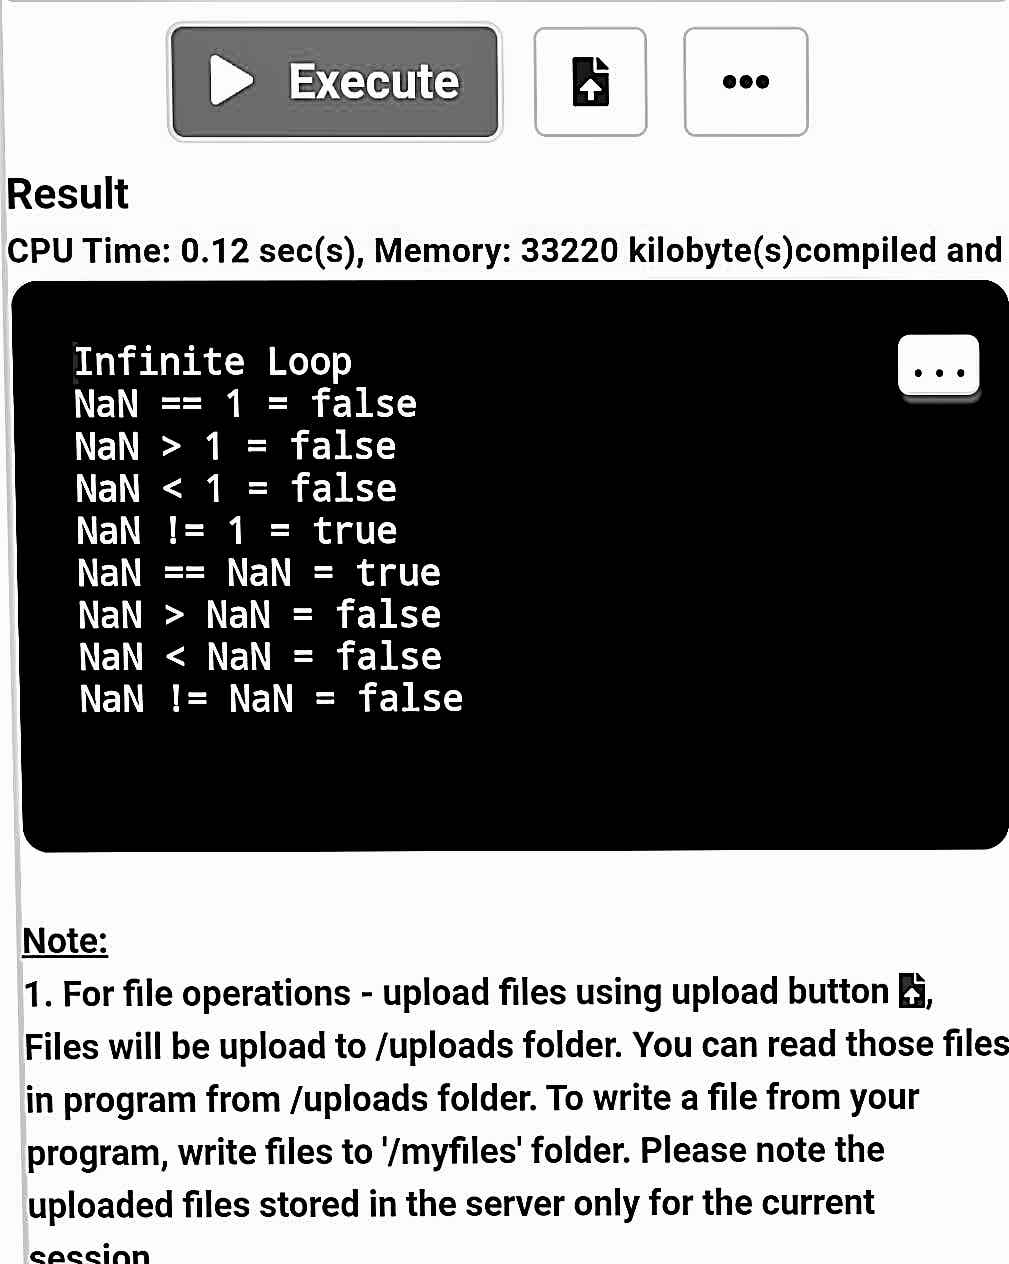 Execute
Result
CPU Time: 0.12 sec(s), Memory: 33220 kilobyte(s)compiled and
Infinite Loop
NaN == 1 = false
NaN > 1 = false
NaN < 1 = false
NaN != 1 = true
NaN == NaN = true
NaN > NaN = false
NaN < NaN = false
NaN != NaN = false
Note:
1. For file operations - upload files using upload button ,
Files will be upload to /uploads folder. You can read those files
in program from /uploads folder. To write a file from your
program, write files to '/myfiles' folder. Please note the
uploaded files stored in the server only for the current
session